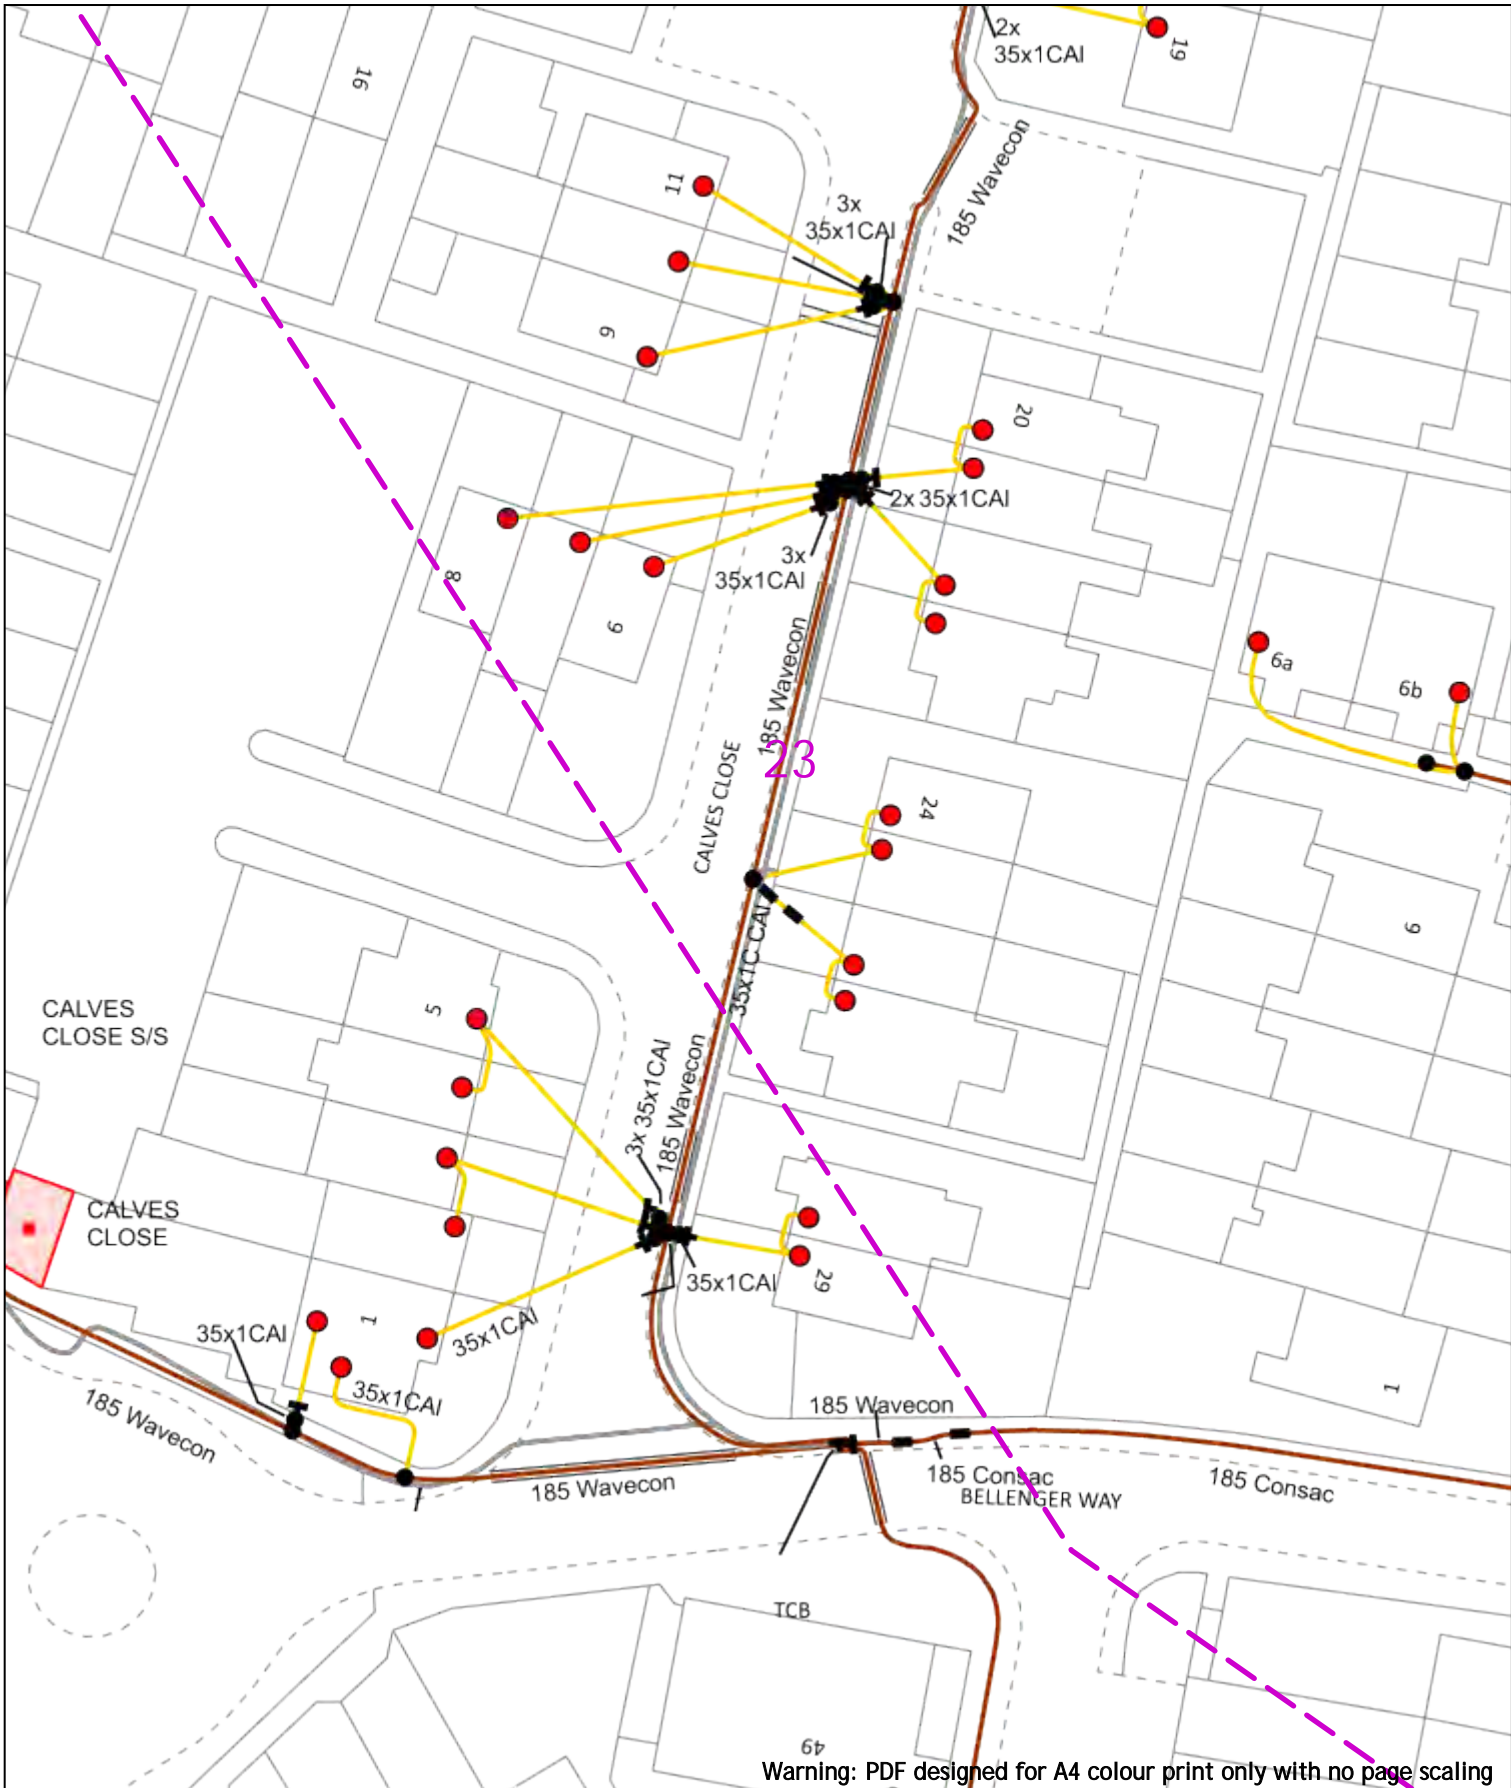 2x
35x1CAI
19
16
185 Wavecon
11
3x
35x1CAI
6
20
2x 35x1CAI
3x
35x1CAI
8
9
185 Wavecon
6a
6b
23
CALVES CLOSE
24
35x1C CAI
9
CALVES
CLOSE S/S
5
3x 35x1CAI
185 Wavecon
CALVES
CLOSE
35x1CAI
29
1
35x1CAI
35x1CAI
35x1CAI
185 Wavecon
1
185 Wavecon
185 Wavecon
185 Consac
BELLENGER WAY
185 Consac
TCB
49
Warning: PDF designed for A4 colour print only with no page scaling